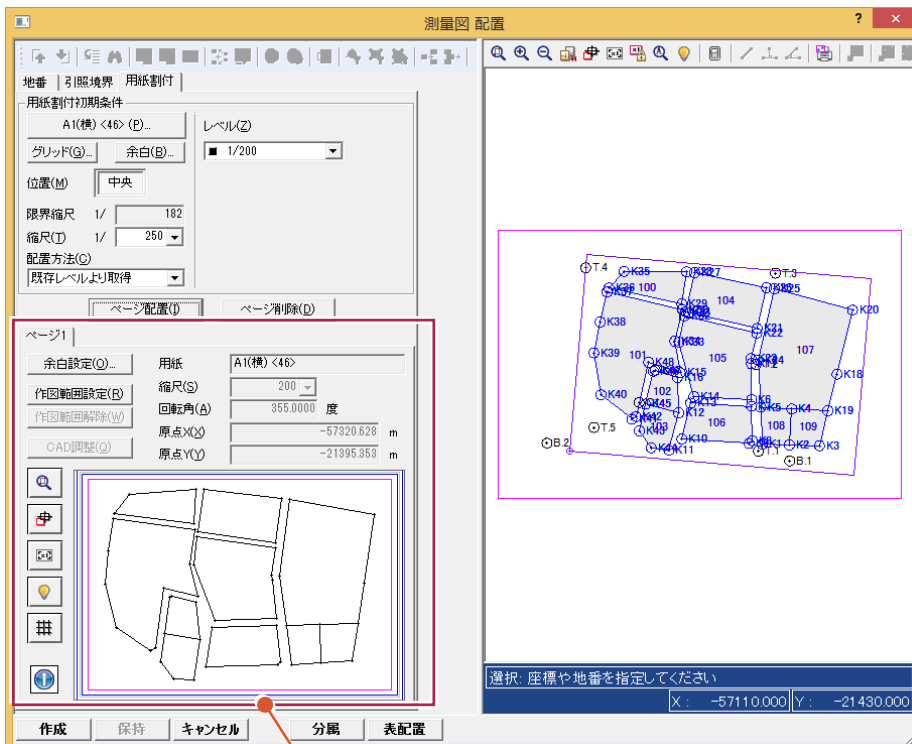 測量図 配置
? ×
地番 引照境界 用紙割付
用紙割付初期条件
A1(横) <46> (P)...
レベル(Z)
グリッド(G)... 余白(B)...
■ 1/200
位置(M) 中央
限界縮尺 1/ 182
縮尺(T) 1/ 250
配置方法(C)
既存レベルより取得
ページ配置(I) ページ削除(D)
ページ1
余白設定(O)... 用紙 A1(横) <46>
作図範囲設定(R) 縮尺(S) 200
作図範囲解除(W) 回転角(A) 355.0000 度
CAD調整(Q) 原点X(X) -57320.628 m
原点Y(Y) -21395.353 m
作成 保持 キャンセル 分属 表配置
T.4 K35 K27 T.3
100 104 K20
K38
K21
K22
107
K39 101 K48 105
K18
K40 102 K16
K14
K13
K6
K5 K4 K19
K12 106 108 109
T.5 K43 103 K10
B.2 K11 T.1 K2 K3
B.1
選択: 座標や地番を指定してください
X : -57110.000 Y : -21430.000